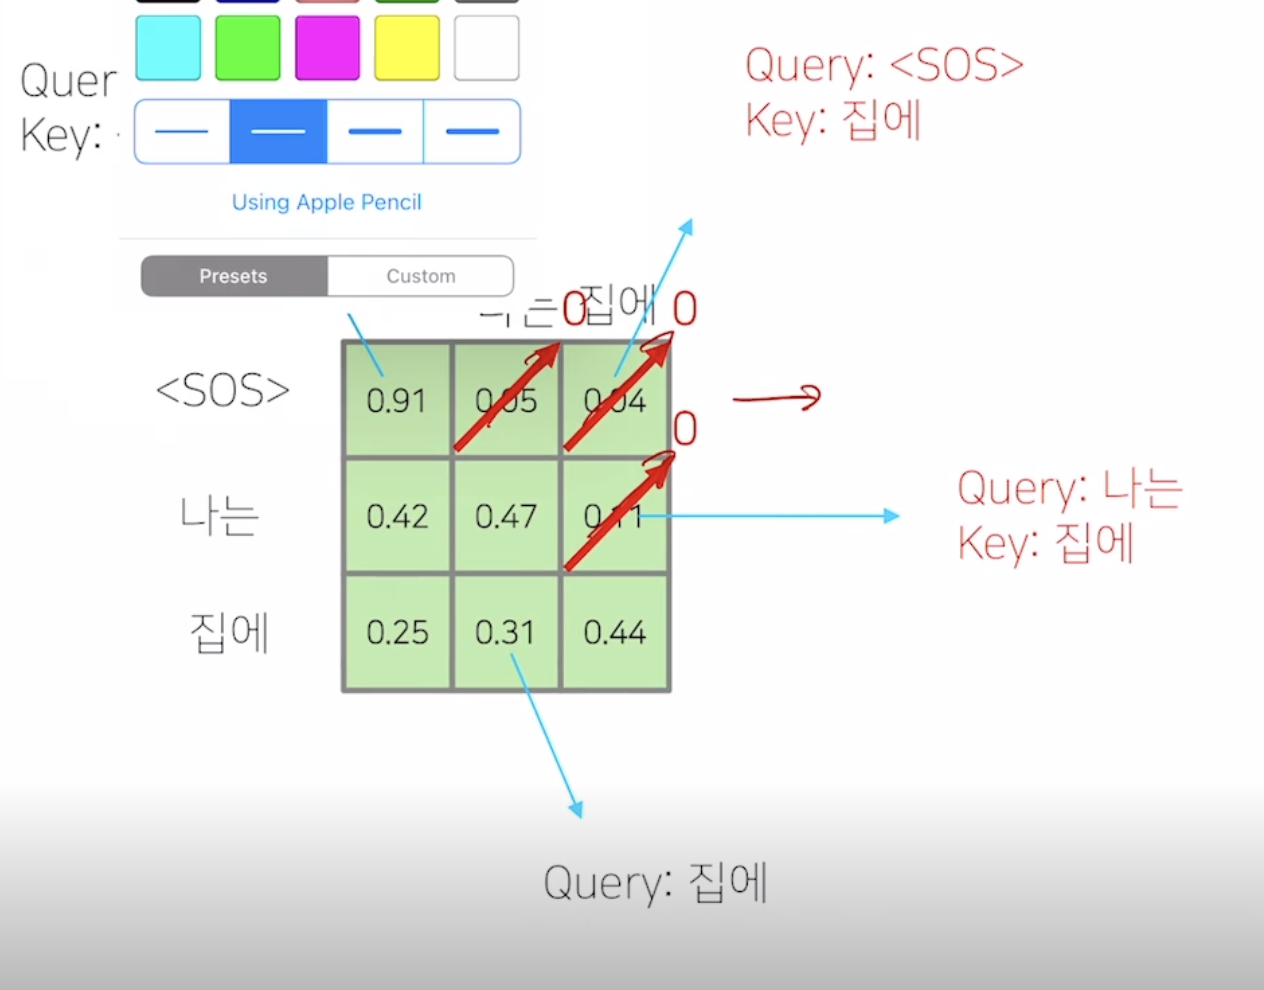 Quer
Key:
Using Apple Pencil
Presets
Custom
Query: <SOS>
Key: 집에
0 집에 0
<SOS> 0.91 0.05 0.04
0
나는 0.42 0.47 0.11
Query: 나는
Key: 집에
집에 0.25 0.31 0.44
Query: 집에